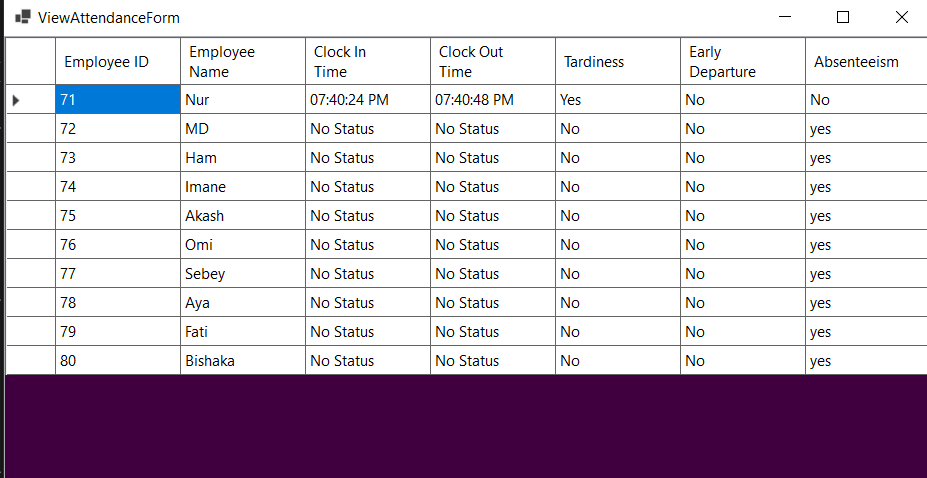 ViewAttendanceForm
Employee ID Employee Name Clock In Time Clock Out Time Tardiness Early Departure Absenteeism
71 Nur 07:40:24 PM 07:40:48 PM Yes No No
72 MD No Status No Status No No yes
73 Ham No Status No Status No No yes
74 Imane No Status No Status No No yes
75 Akash No Status No Status No No yes
76 Omi No Status No Status No No yes
77 Sebey No Status No Status No No yes
78 Aya No Status No Status No No yes
79 Fati No Status No Status No No yes
80 Bishaka No Status No Status No No yes